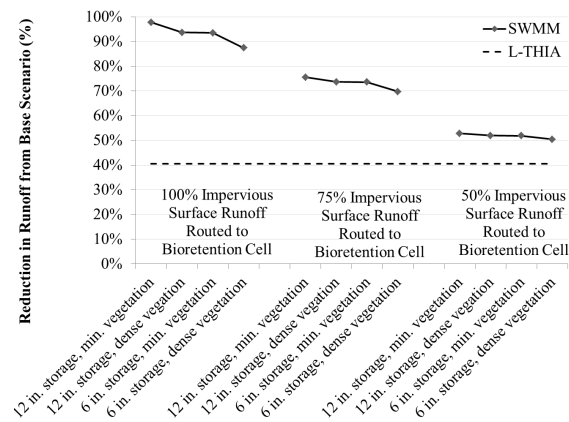 Reduction in Runoff from Base Scenario (%)
100%
90%
80%
70%
60%
50%
40%
30%
20%
10%
0%
SWMM
L-THIA
100% Impervious
Surface Runoff
Routed to
Bioretention Cell
75% Impervious
Surface Runoff
Routed to
Bioretention Cell
50% Impervious
Surface Runoff
Routed to
Bioretention Cell
12 in. storage, min. vegetation
12 in. storage, dense vegation
6 in. storage, min. vegetation
6 in. storage, dense vegetation
12 in. storage, min. vegetation
12 in. storage, dense vegation
6 in. storage, min. vegetation
6 in. storage, dense vegetation
12 in. storage, min. vegetation
12 in. storage, dense vegation
6 in. storage, min. vegetation
6 in. storage, dense vegetation